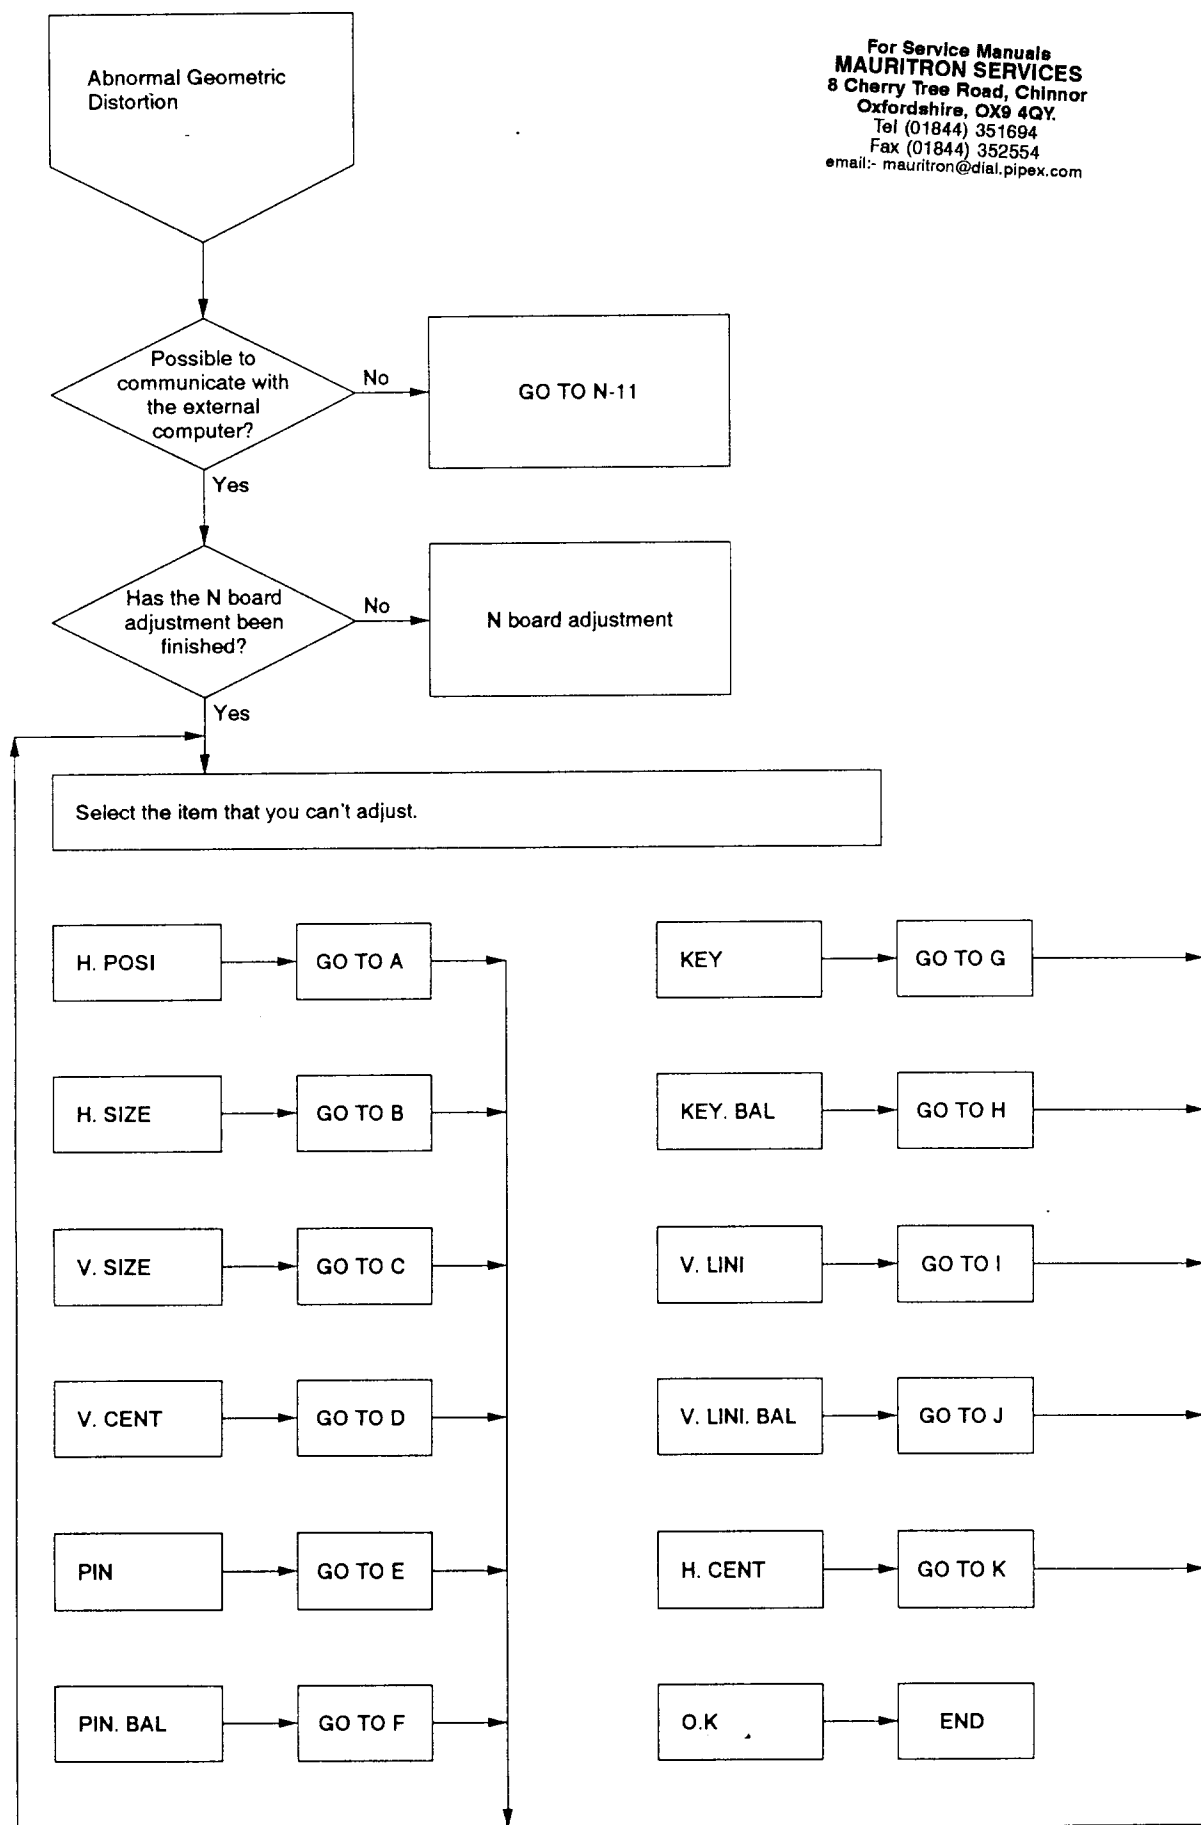 Abnormal Geometric
Distortion
For Service Manuals
MAURITRON SERVICES
8 Cherry Tree Road, Chinnor
Oxfordshire, OX9 4QY.
Tel (01844) 351694
Fax (01844) 352554
email:- mauritron@dial.pipex.com
Possible to
communicate with
the external
computer?
No
GO TO N-11
Yes
Has the N board
adjustment been
finished?
No
N board adjustment
Yes
Select the item that you can't adjust.
H. POSI
GO TO A
KEY
GO TO G
H. SIZE
GO TO B
KEY. BAL
GO TO H
V. SIZE
GO TO C
V. LINI
GO TO I
V. CENT
GO TO D
V. LINI. BAL
GO TO J
PIN
GO TO E
H. CENT
GO TO K
PIN. BAL
GO TO F
O.K
END